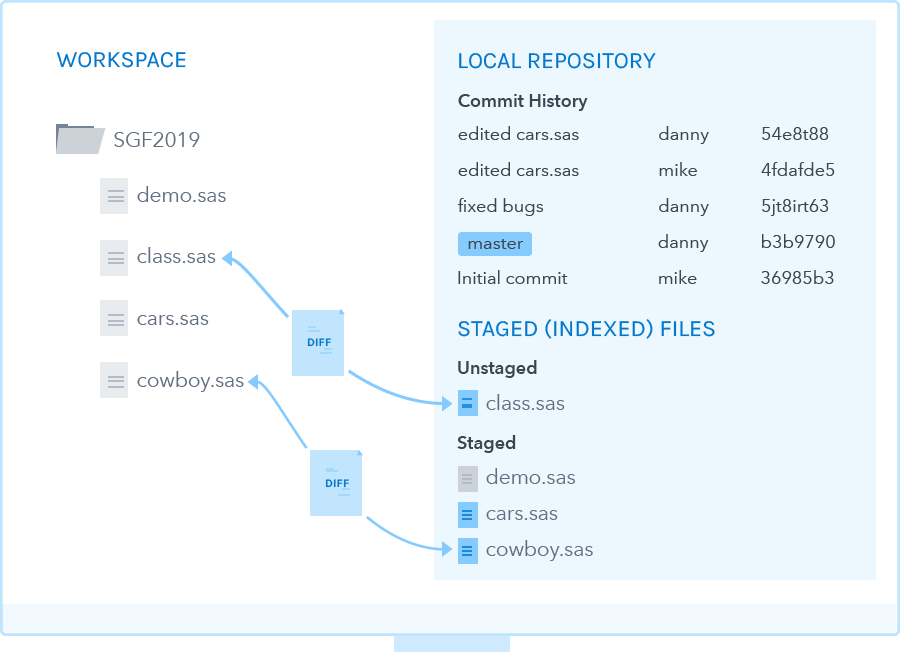 WORKSPACE
SGF2019
demo.sas
class.sas
cars.sas
cowboy.sas
DIFF
DIFF
LOCAL REPOSITORY
Commit History
edited cars.sas danny 54e8t88
edited cars.sas mike 4fdafde5
fixed bugs danny 5jt8irt63
master danny b3b9790
Initial commit mike 36985b3
STAGED (INDEXED) FILES
Unstaged
class.sas
Staged
demo.sas
cars.sas
cowboy.sas